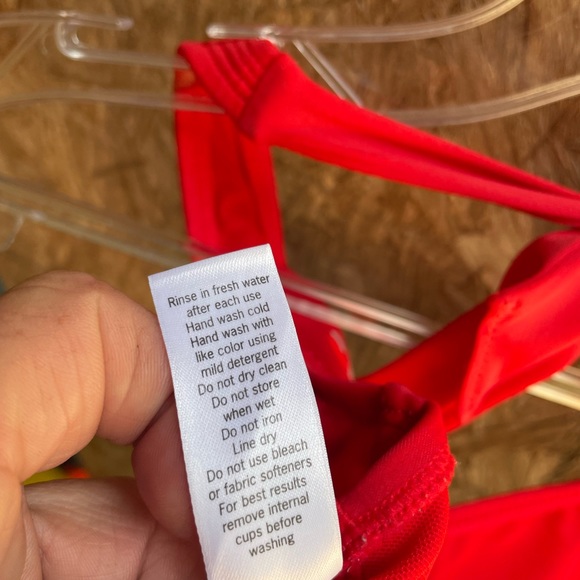 Rinse in fresh water
after each use
Hand wash cold
Hand wash with
like color using
mild detergent
Do not dry clean
Do not store
when wet
Do not iron
Line dry
Do not use bleach
or fabric softeners
For best results
remove internal
cups before
washing